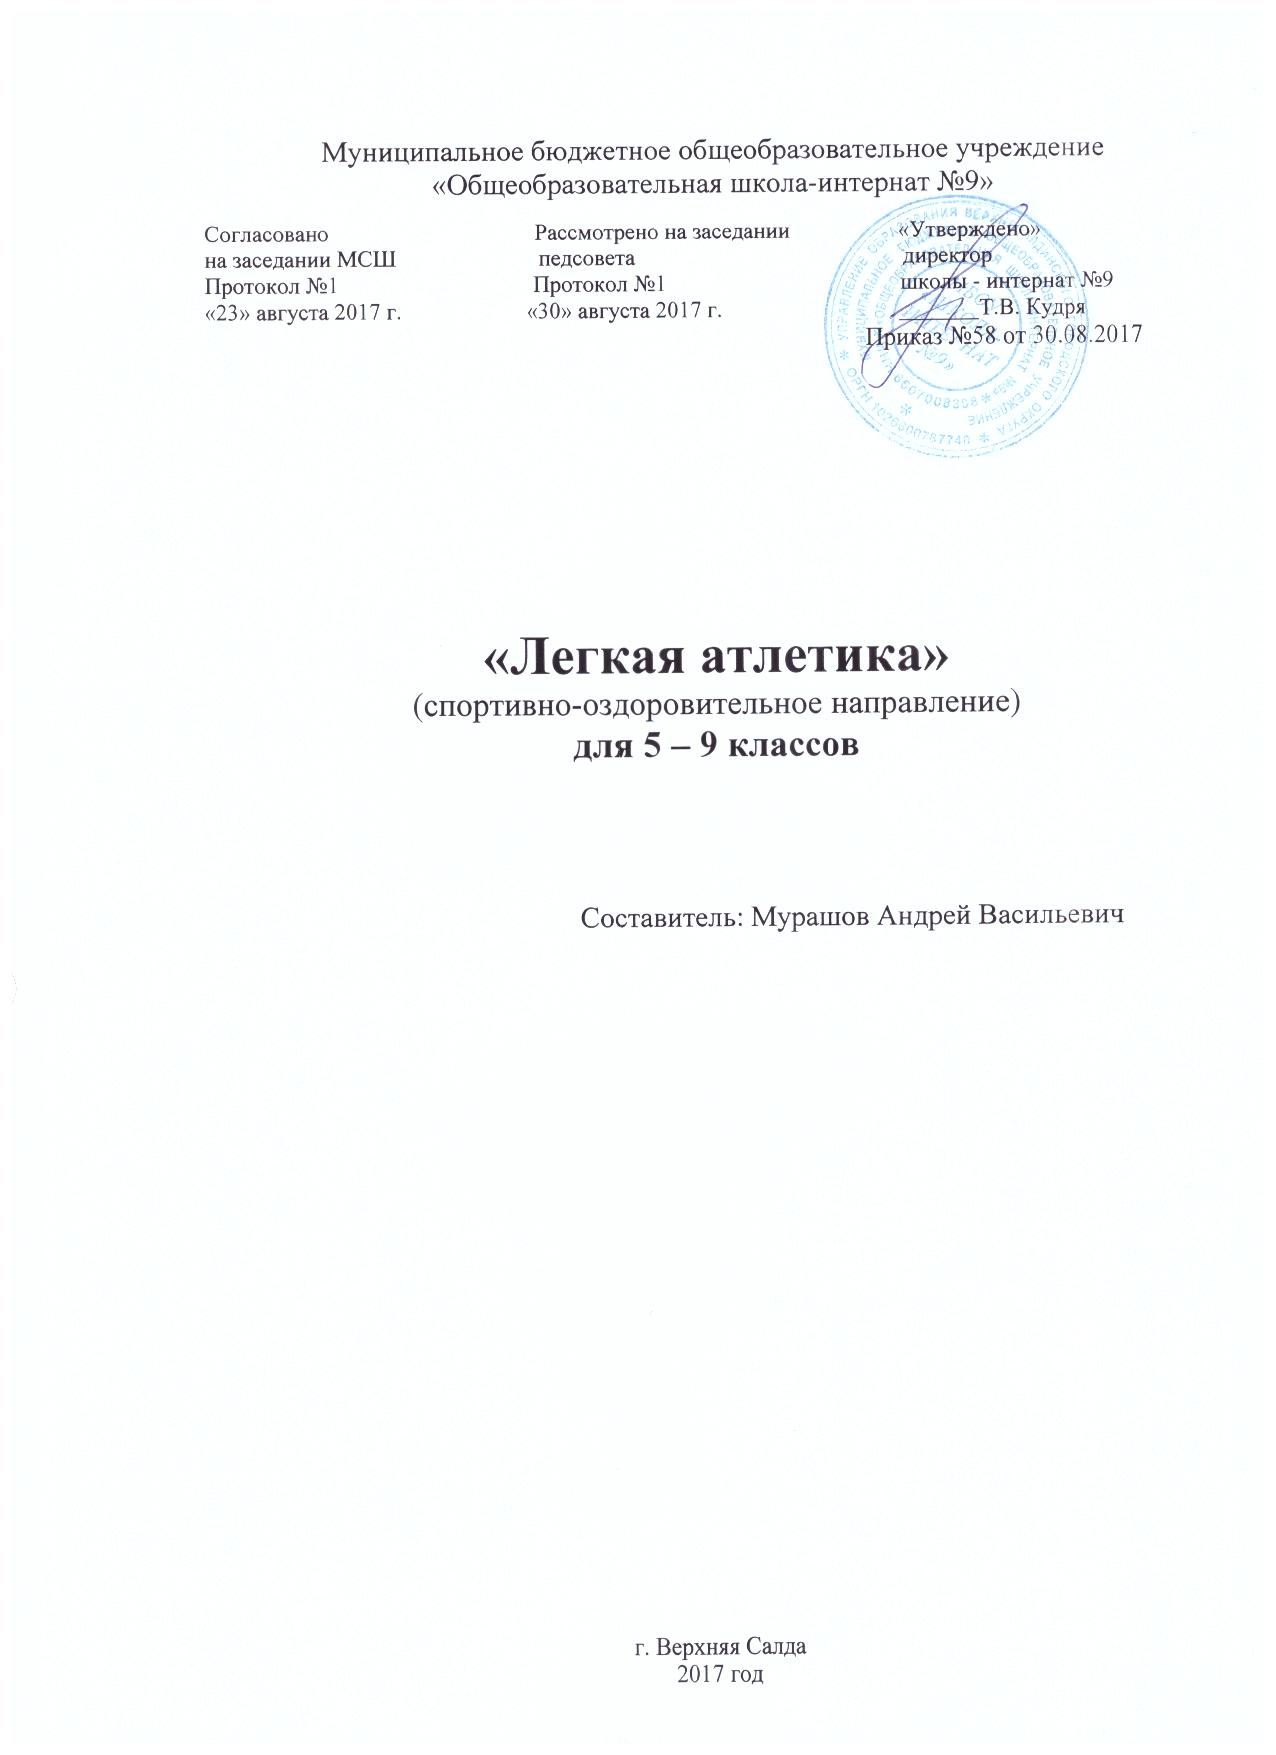 Муниципальное бюджетное общеобразовательное учреждение
«Общеобразовательная школа-интернат №9»
Согласовано
на заседании МСШ
Протокол №1
«23» августа 2017 г.
Рассмотрено на заседании
педсовета
Протокол №1
«30» августа 2017 г.
«Утверждено»
директор
школы - интернат №9
_______Т.В. Кудря
Приказ №58 от 30.08.2017
«Легкая атлетика»
(спортивно-оздоровительное направление)
для 5 – 9 классов
Составитель: Мурашов Андрей Васильевич
г. Верхняя Салда
2017 год